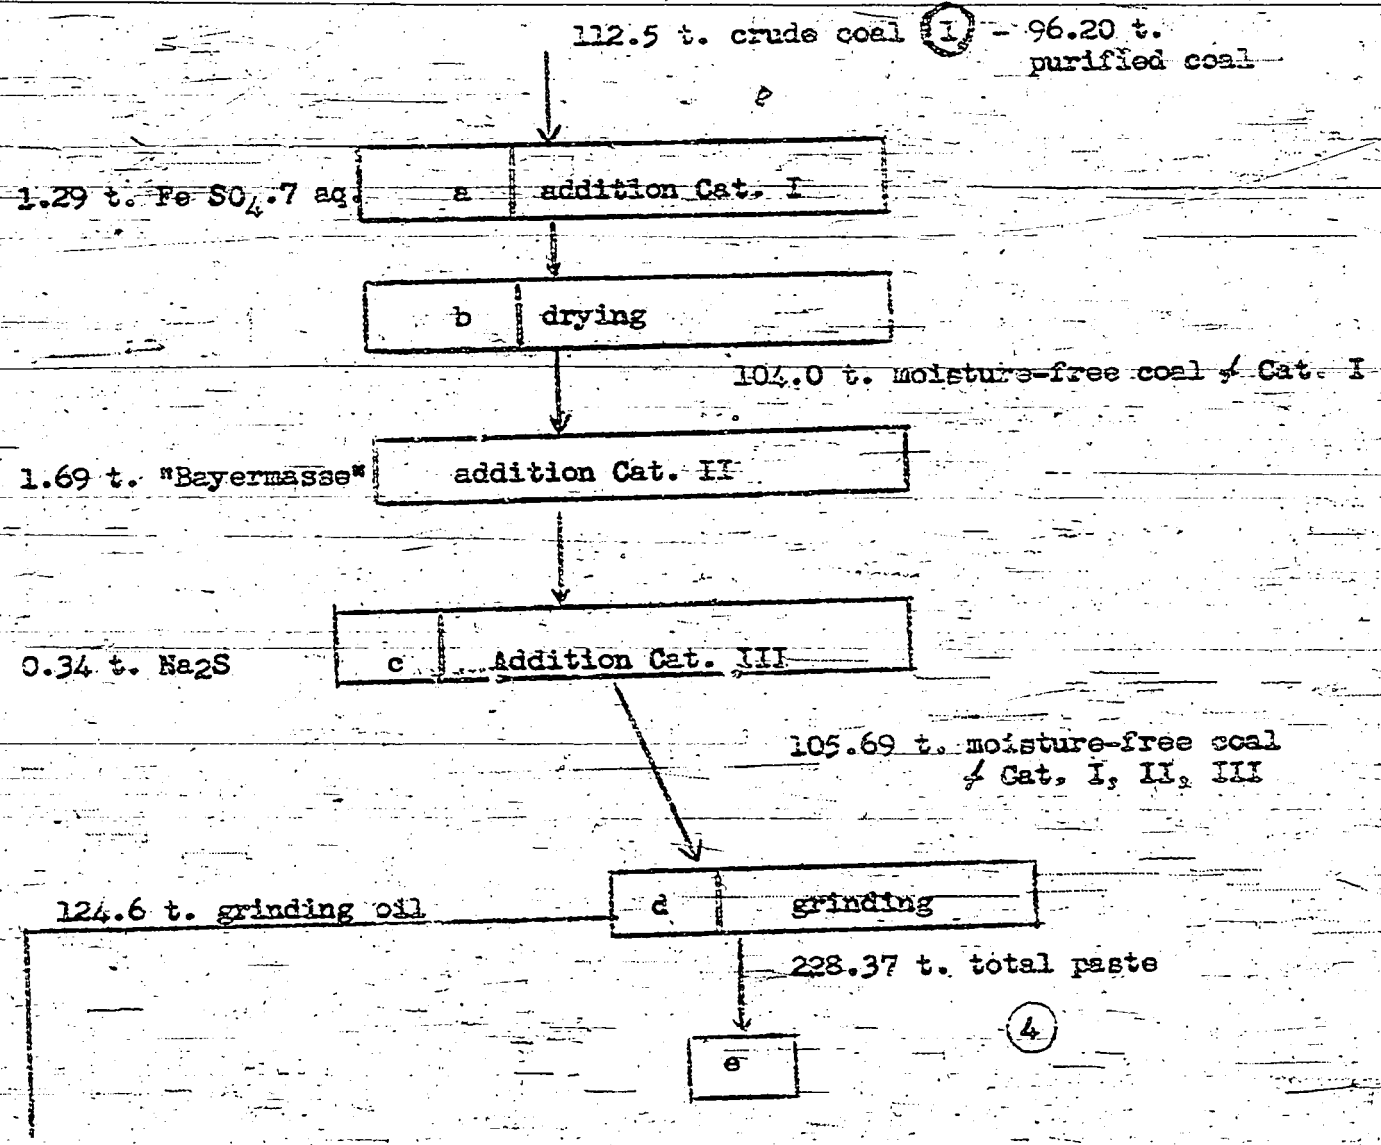 112.5 t. crude coal (I) - 96.20 t.
purified coal
1.29 t. Fe SO4.7 aq.
a addition Cat. I
b drying
104.0 t. moisture-free coal ≠ Cat. I
1.69 t. "Bayermasse"
addition Cat. II
0.34 t. Na2S
c Addition Cat. III
105.69 t. moisture-free coal
≠ Cat. I, II, III
124.6 t. grinding oil
d grinding
228.37 t. total paste
4
e